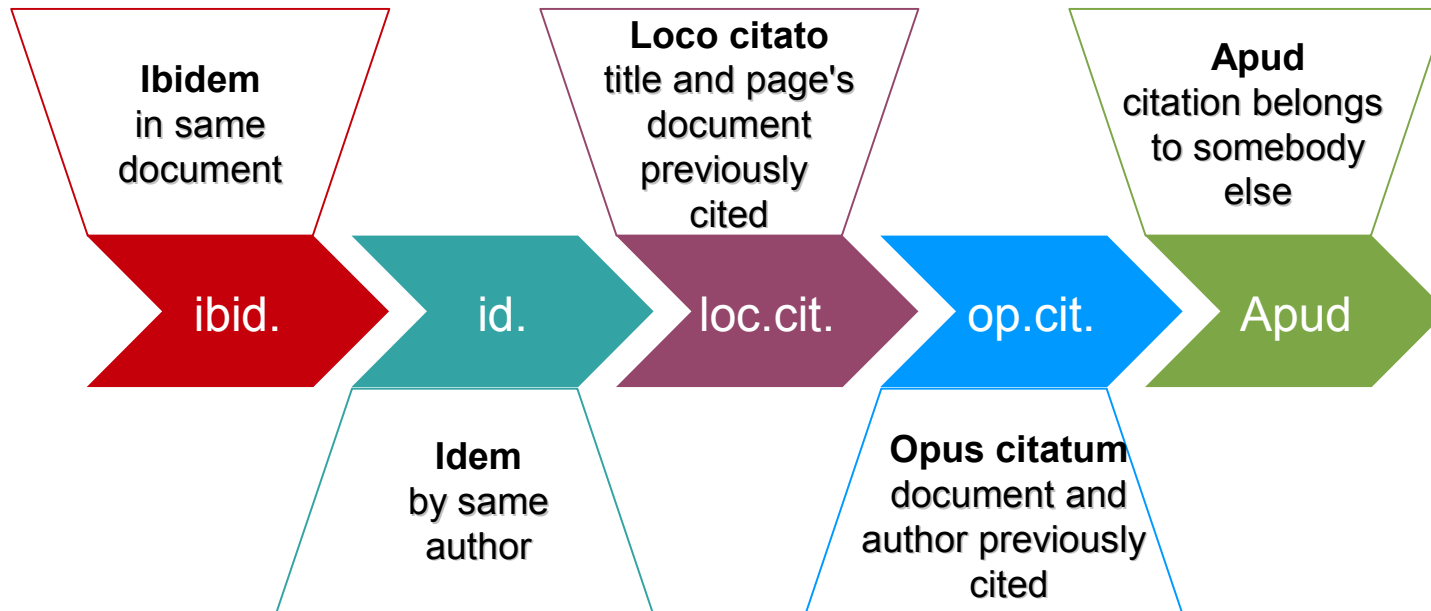 Ibidem
in same
document
Loco citato
title and page's
document
previously
cited
Apud
citation belongs
to somebody
else
ibid.
id.
loc.cit.
op.cit.
Apud
Idem
by same
author
Opus citatum
document and
author previously
cited